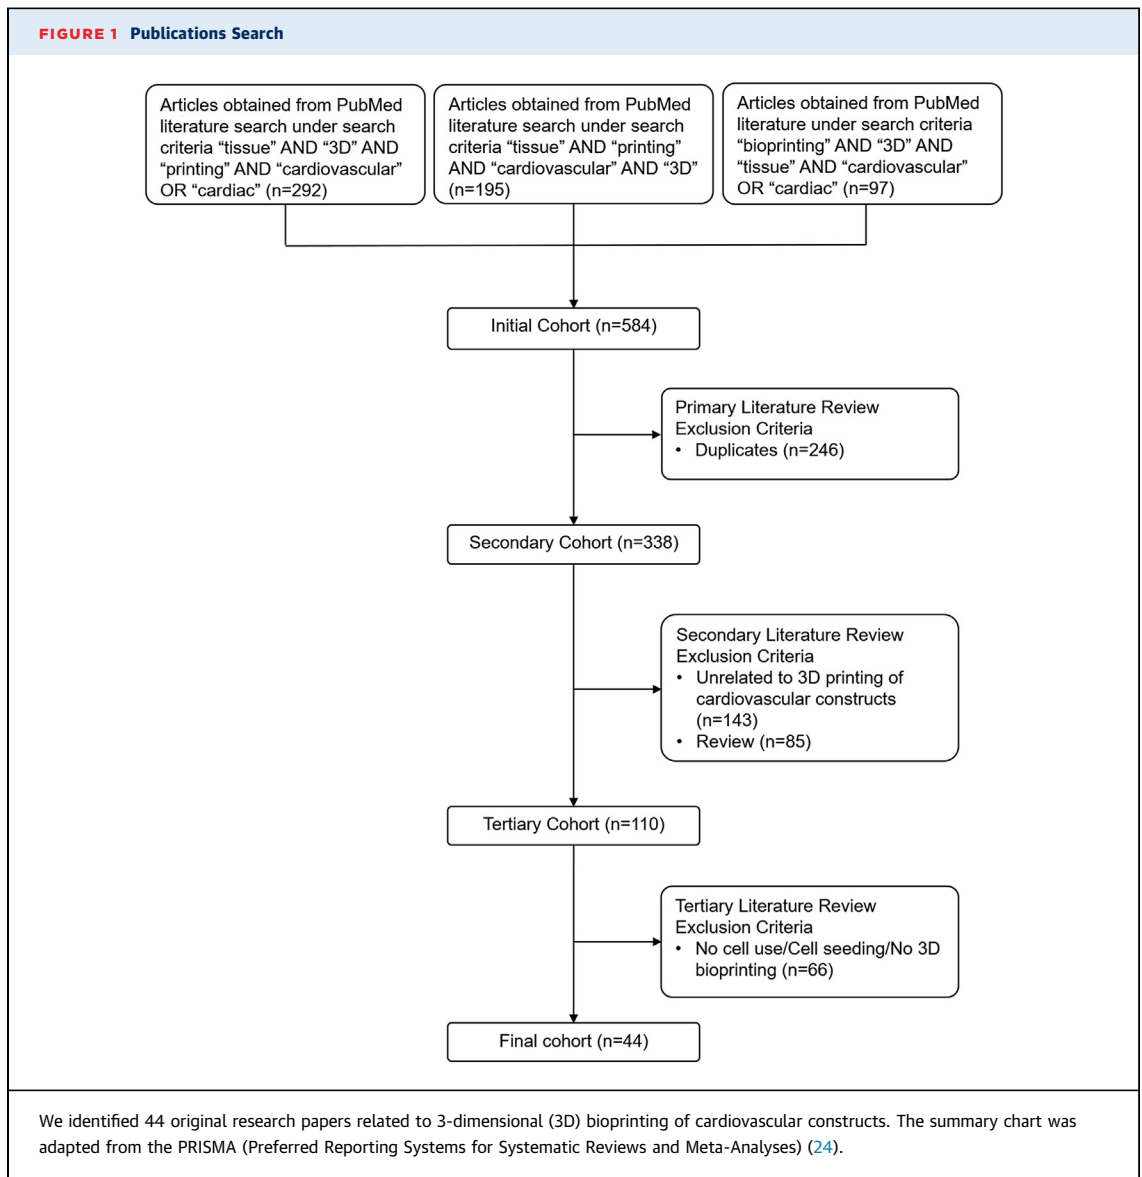 FIGURE 1 Publications Search
Articles obtained from PubMed
literature search under search
criteria “tissue” AND “3D” AND
“printing” AND “cardiovascular”
OR “cardiac” (n=292)
Articles obtained from PubMed
literature search under search
criteria “tissue” AND “printing”
AND “cardiovascular” AND “3D”
(n=195)
Articles obtained from PubMed
literature under search criteria
“bioprinting” AND “3D” AND
“tissue” AND “cardiovascular”
OR “cardiac” (n=97)
Initial Cohort (n=584)
Primary Literature Review
Exclusion Criteria
• Duplicates (n=246)
Secondary Cohort (n=338)
Secondary Literature Review
Exclusion Criteria
• Unrelated to 3D printing of
cardiovascular constructs
(n=143)
• Review (n=85)
Tertiary Cohort (n=110)
Tertiary Literature Review
Exclusion Criteria
• No cell use/Cell seeding/No 3D
bioprinting (n=66)
Final cohort (n=44)
We identified 44 original research papers related to 3-dimensional (3D) bioprinting of cardiovascular constructs. The summary chart was
adapted from the PRISMA (Preferred Reporting Systems for Systematic Reviews and Meta-Analyses) (24).